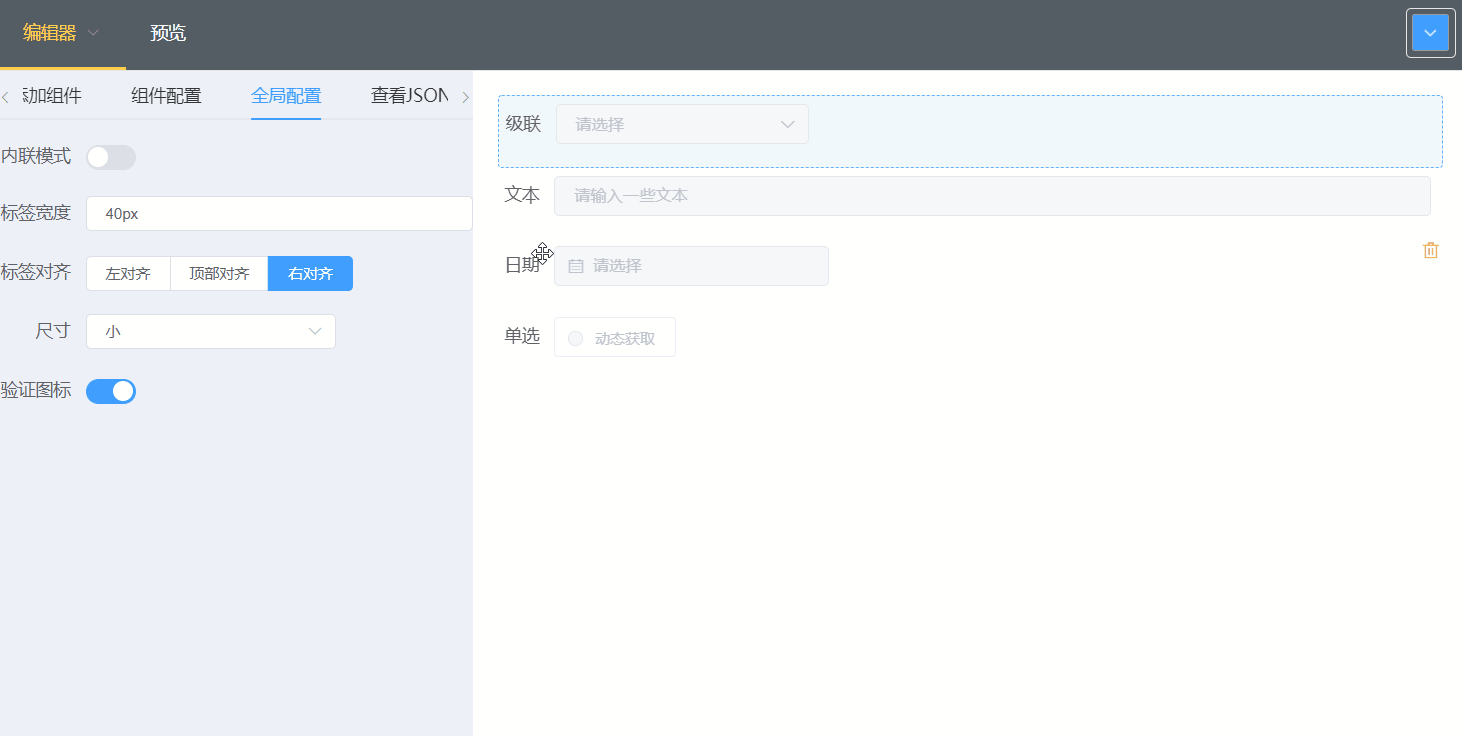 编辑器 预览
加组件 组件配置 全局配置 查看JSON
内联模式
标签宽度 40px
标签对齐 左对齐 顶部对齐 右对齐
尺寸 小
验证图标
级联 请选择
文本 请输入一些文本
日期 请选择
单选 动态获取